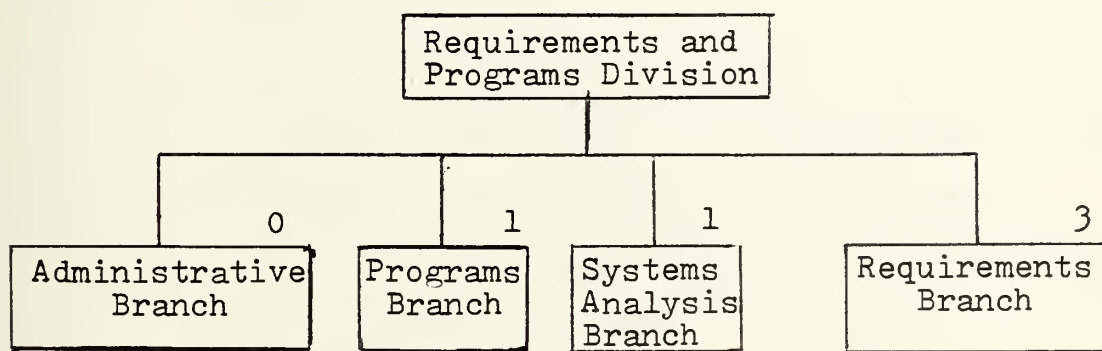 Requirements and
Programs Division
0
1
1
3
Administrative
Branch
Programs
Branch
Systems
Analysis
Branch
Requirements
Branch